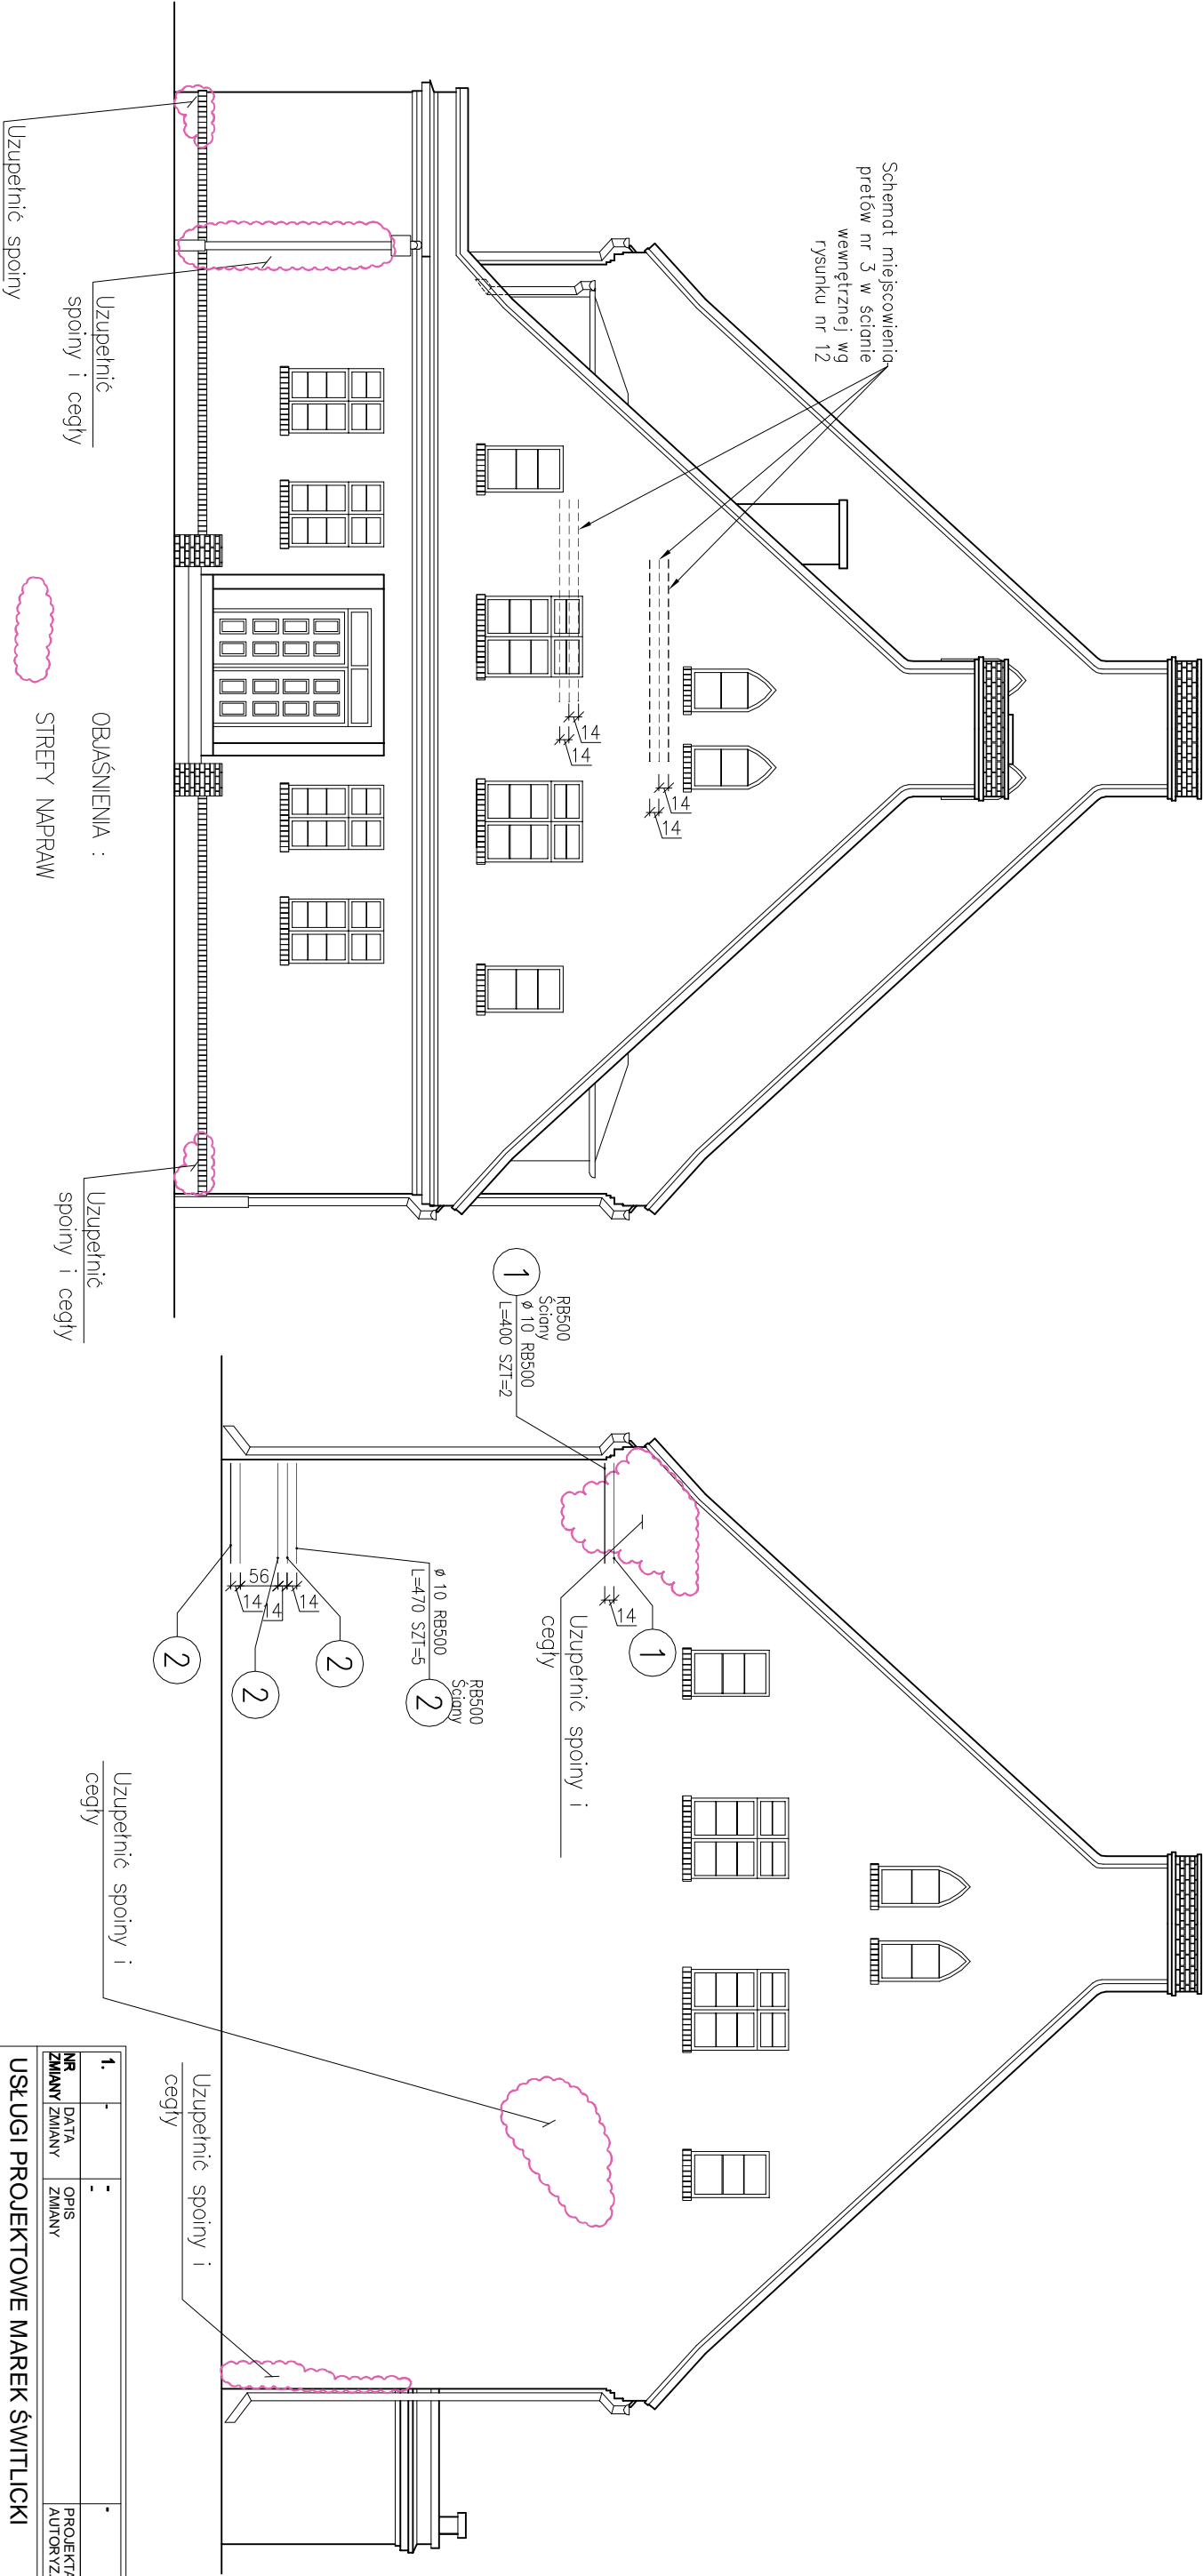 Schemat miejscowienia
pretów nr 3 w ścianie
wewnętrznej wg
rysunku nr 12
14
14
14
14
Uzupełnić spoiny
Uzupełnić
spoiny i cegły
Uzupełnić
spoiny i cegły
OBJAŚNIENIA :
STREFY NAPRAW
RB500
Ściany
1
ø 10 RB500
L=400 SZT=2
14
1
Uzupełnić spoiny i
cegły
RB500
Ściany
ø 10 RB500
L=470 SZT=5
2
14
14
56
14
2
2
2
Uzupełnić spoiny i
cegły
Uzupełnić spoiny i
cegły
1.
-
-
-
-
NR
ZMIANY
DATA
ZMIANY
OPIS
ZMIANY
PROJEKTA
AUTORYZ.
USŁUGI PROJEKTOWE MAREK ŚWITLICKI